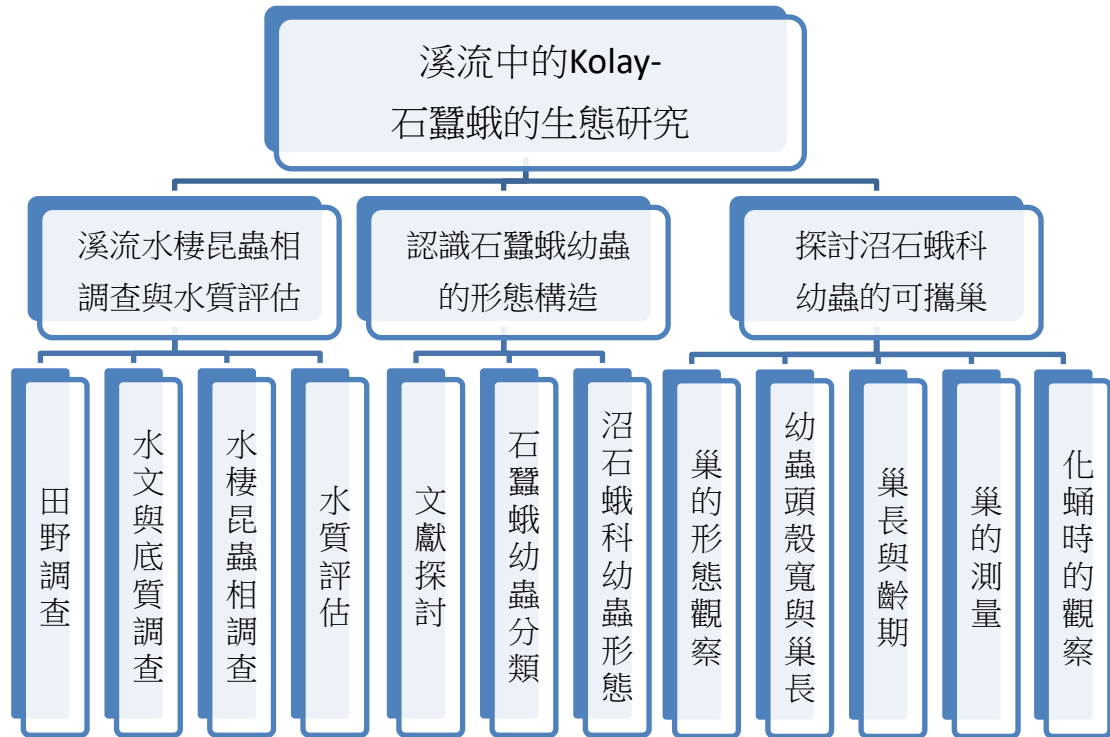 溪流中的Kolay-
石蠶蛾的生態研究
溪流水棲昆蟲相
調查與水質評估
認識石蠶蛾幼蟲
的形態構造
探討沼石蛾科
幼蟲的可攜巢
田野調查
水文與底質調查
水棲昆蟲相調查
水質評估
文獻探討
石蠶蛾幼蟲分類
沼石蛾科幼蟲形態
巢的形態觀察
幼蟲頭殼寬與巢長
巢長與齡期
巢的測量
化蛹時的觀察